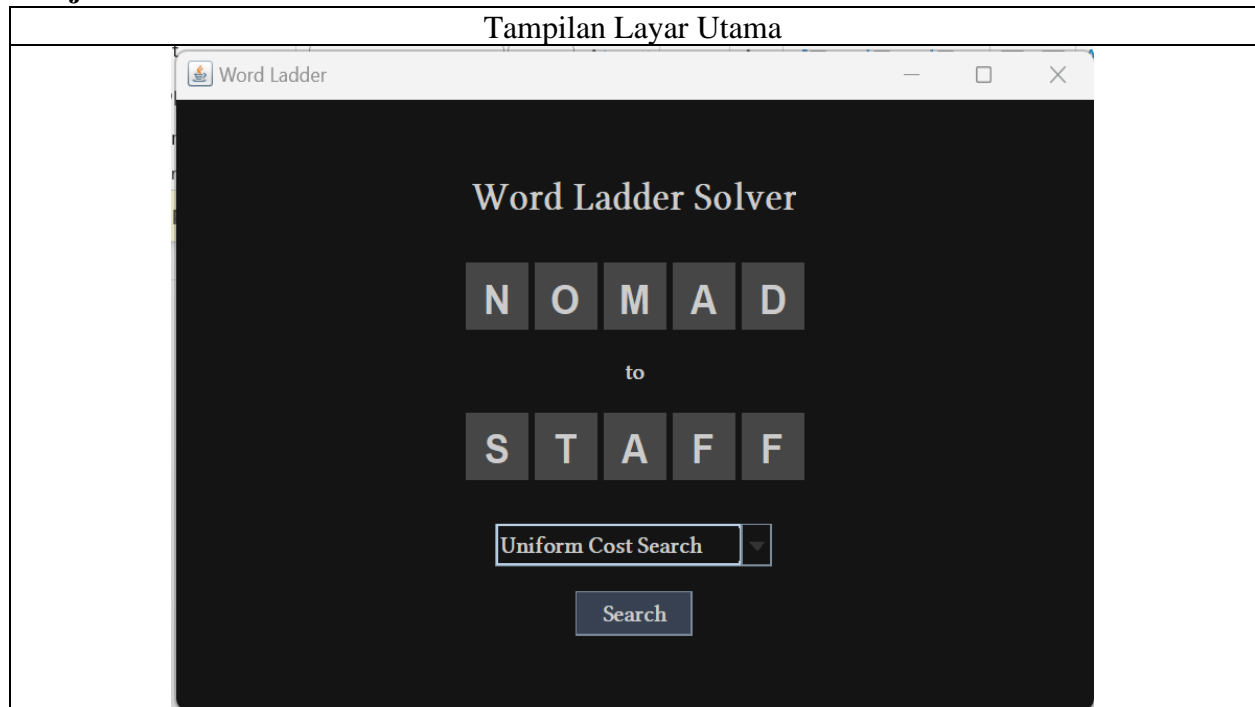 Tampilan Layar Utama
Word Ladder
Word Ladder Solver
N O M A D
to
S T A F F
Uniform Cost Search
Search